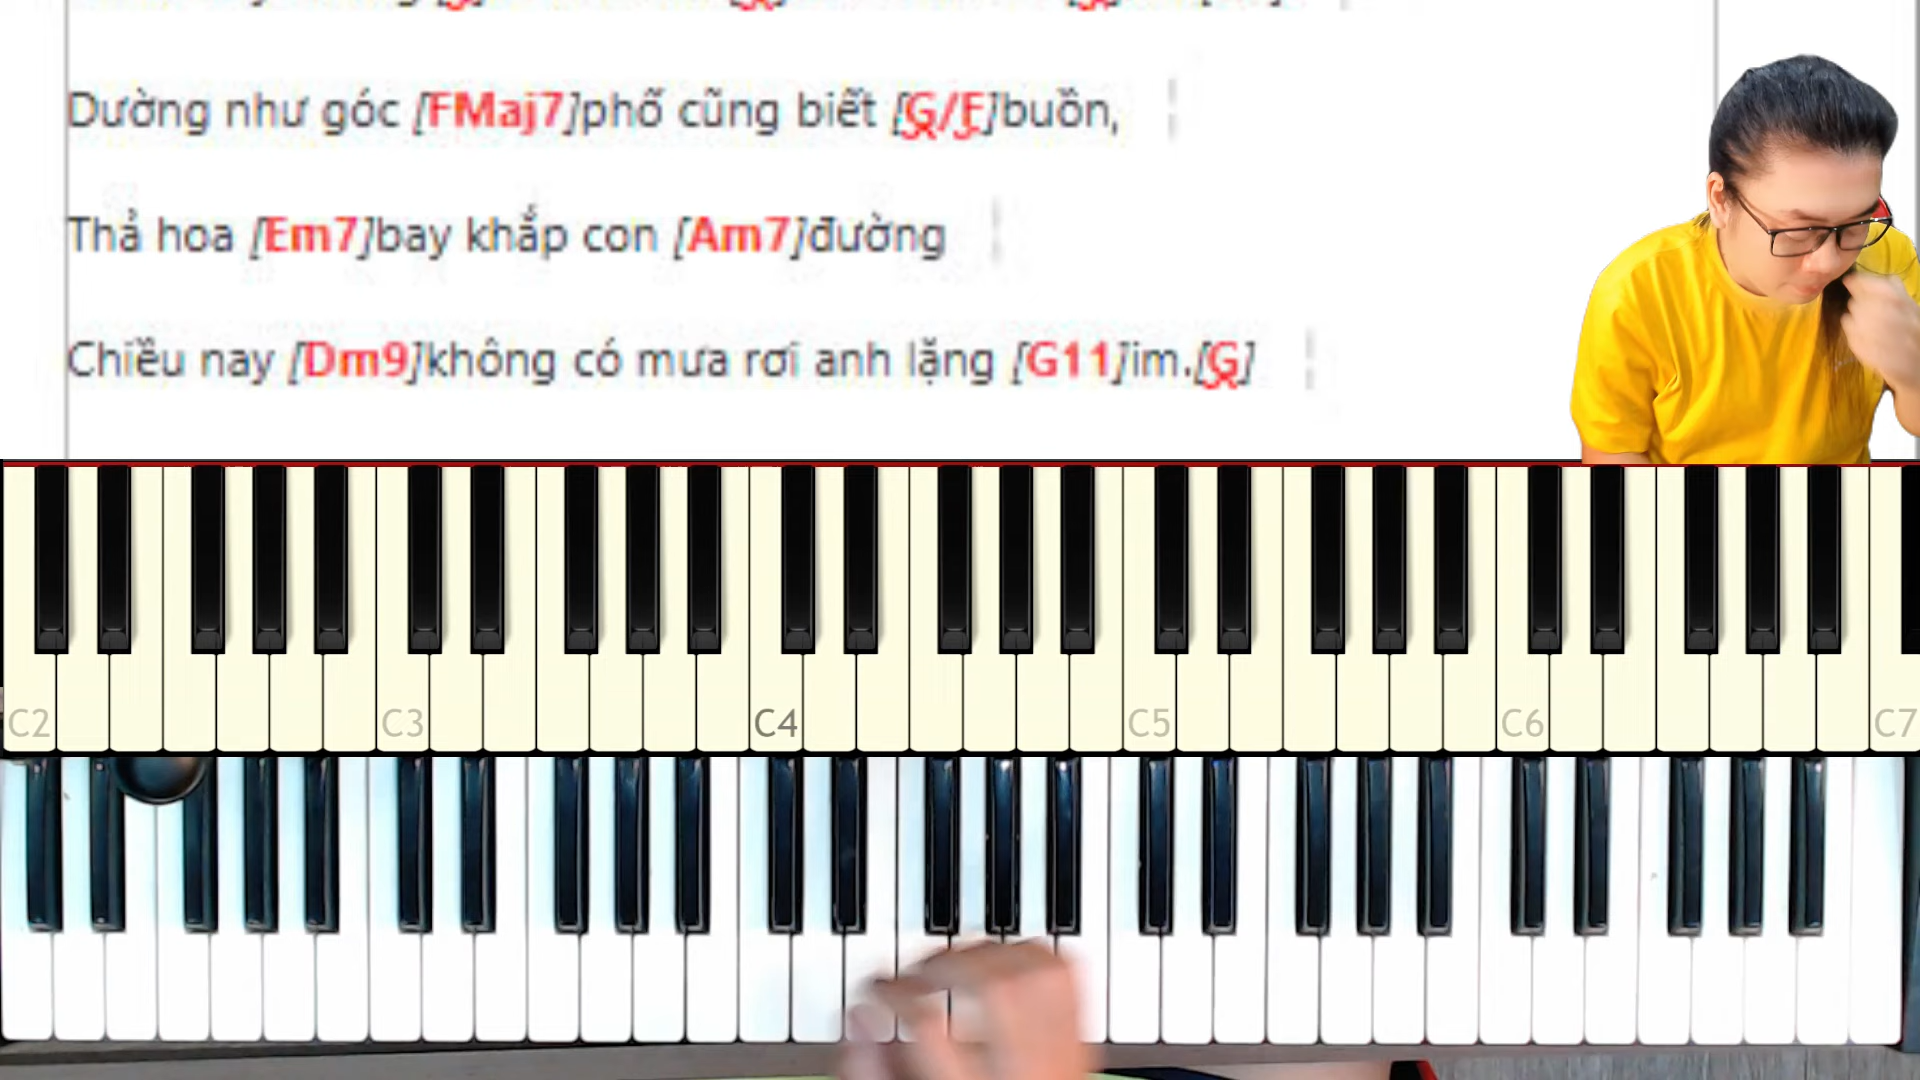 Dường như góc [FMaj7]phố cũng biết [G/F]buồn,
Thả hoa [Em7]bay khắp con [Am7]đường
Chiều nay [Dm9]không có mưa rơi anh lặng [G11]im.[G]
C2 C3 C4 C5 C6 C7